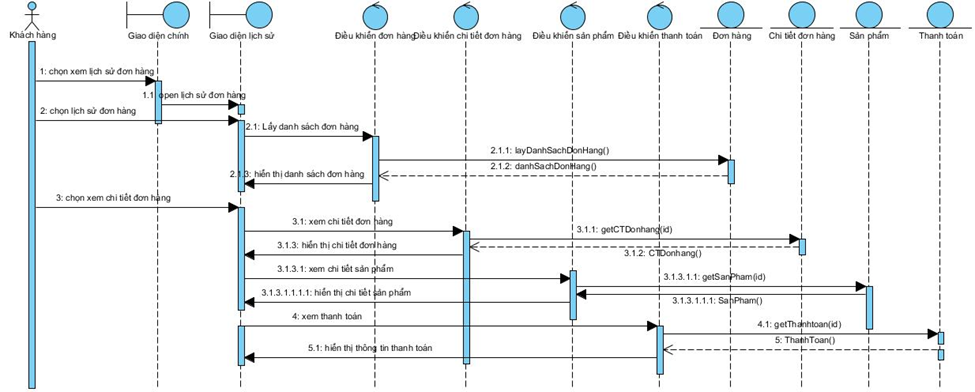 Khách hàng
Giao diện chính
Giao diện lịch sử
Điều khiển đơn hàng
Điều khiển chi tiết đơn hàng
Điều khiển sản phẩm
Điều khiển thanh toán
Đơn hàng
Chi tiết đơn hàng
Sản phẩm
Thanh toán
1: chọn xem lịch sử đơn hàng
1.1: open lịch sử đơn hàng
2: chọn lịch sử đơn hàng
2.1: Lấy danh sách đơn hàng
2.1.1: layDanhSachDonHang()
2.1.2: danhSachDonHang()
2.1.3: hiển thị danh sách đơn hàng
3: chọn xem chi tiết đơn hàng
3.1: xem chi tiết đơn hàng
3.1.1: getCTDonhang(id)
3.1.2: CTDonhang()
3.1.3: hiển thị chi tiết đơn hàng
3.1.3.1: xem chi tiết sản phẩm
3.1.3.1.1: getSanPham(id)
3.1.3.1.1.1: SanPham()
3.1.3.1.1.1.1: hiển thị chi tiết sản phẩm
4: xem thanh toán
4.1: getThanhtoan(id)
5: ThanhToan()
5.1: hiển thị thông tin thanh toán